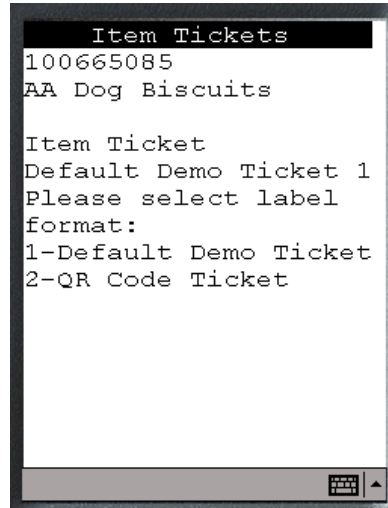 Item Tickets
100665085
AA Dog Biscuits
Item Ticket
Default Demo Ticket 1
Please select label
format:
1-Default Demo Ticket
2-QR Code Ticket